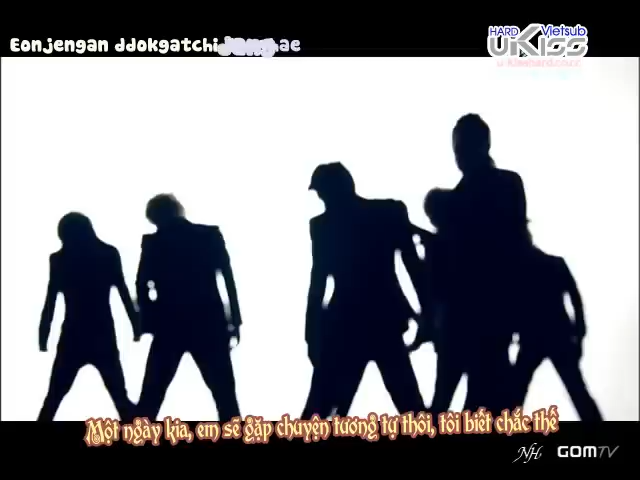 Eonjengan ddokgatchi
HARD Vietsub
UKISS
Một ngày kia, em sẽ gặp chuyện tương tự thôi, tôi biết chắc thế
NH.
GOMTV